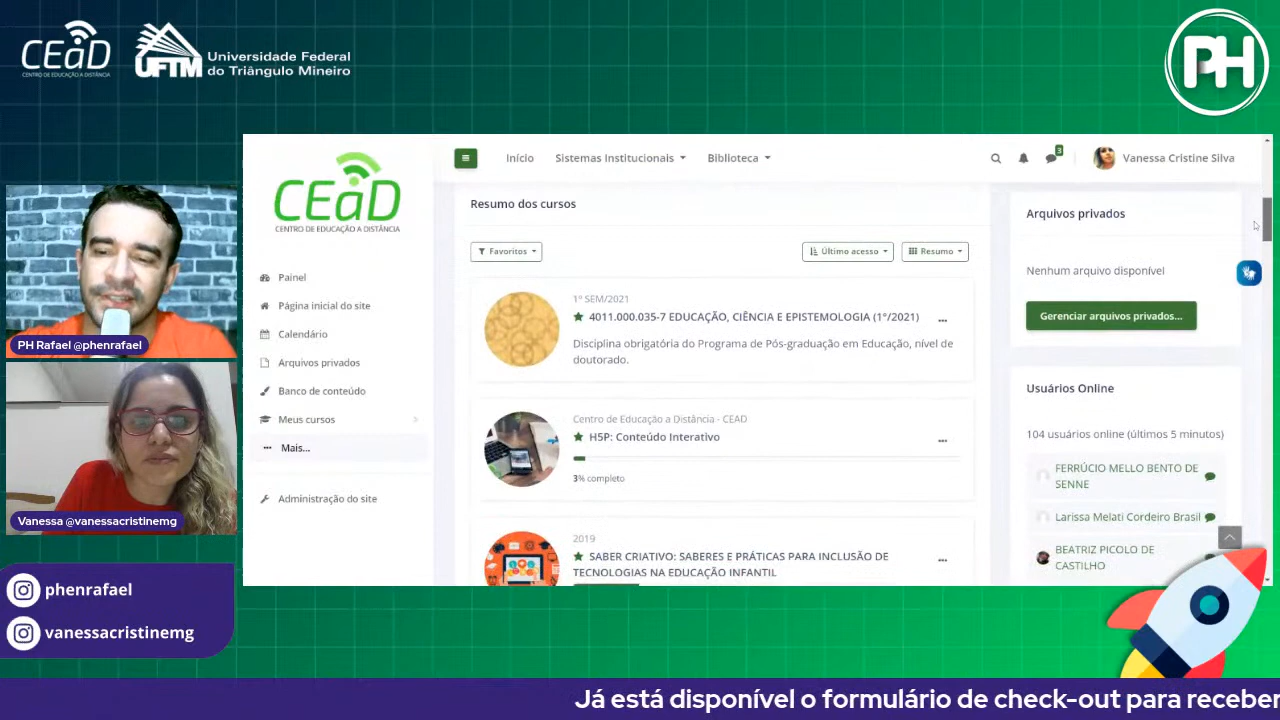 CEaD
CENTRO DE EDUCAÇÃO A DISTÂNCIA
UFTM
Universidade Federal
do Triângulo Mineiro
PH
PH Rafael @phenrafael
Vanessa @vanessacristinemg
phenrafael
vanessacristinemg
CEaD
CENTRO DE EDUCAÇÃO A DISTÂNCIA
Painel
Página inicial do site
Calendário
Arquivos privados
Banco de conteúdo
Meus cursos
Mais...
Administração do site
Início
Sistemas Institucionais
Biblioteca
3
Vanessa Cristine Silva
Resumo dos cursos
Favoritos
Último acesso
Resumo
1º SEM/2021
4011.000.035-7 EDUCAÇÃO, CIÊNCIA E EPISTEMOLOGIA (1º/2021)
Disciplina obrigatória do Programa de Pós-graduação em Educação, nível de
doutorado.
Centro de Educação a Distância - CEAD
H5P: Conteúdo Interativo
3% completo
2019
SABER CRIATIVO: SABERES E PRÁTICAS PARA INCLUSÃO DE
TECNOLOGIAS NA EDUCAÇÃO INFANTIL
Arquivos privados
Nenhum arquivo disponível
Gerenciar arquivos privados...
Usuários Online
104 usuários online (últimos 5 minutos)
FERRÚCIO MELLO BENTO DE
SENNE
Larissa Melati Cordeiro Brasil
BEATRIZ PICOLO DE
CASTILHO
Já está disponível o formulário de check-out para receber